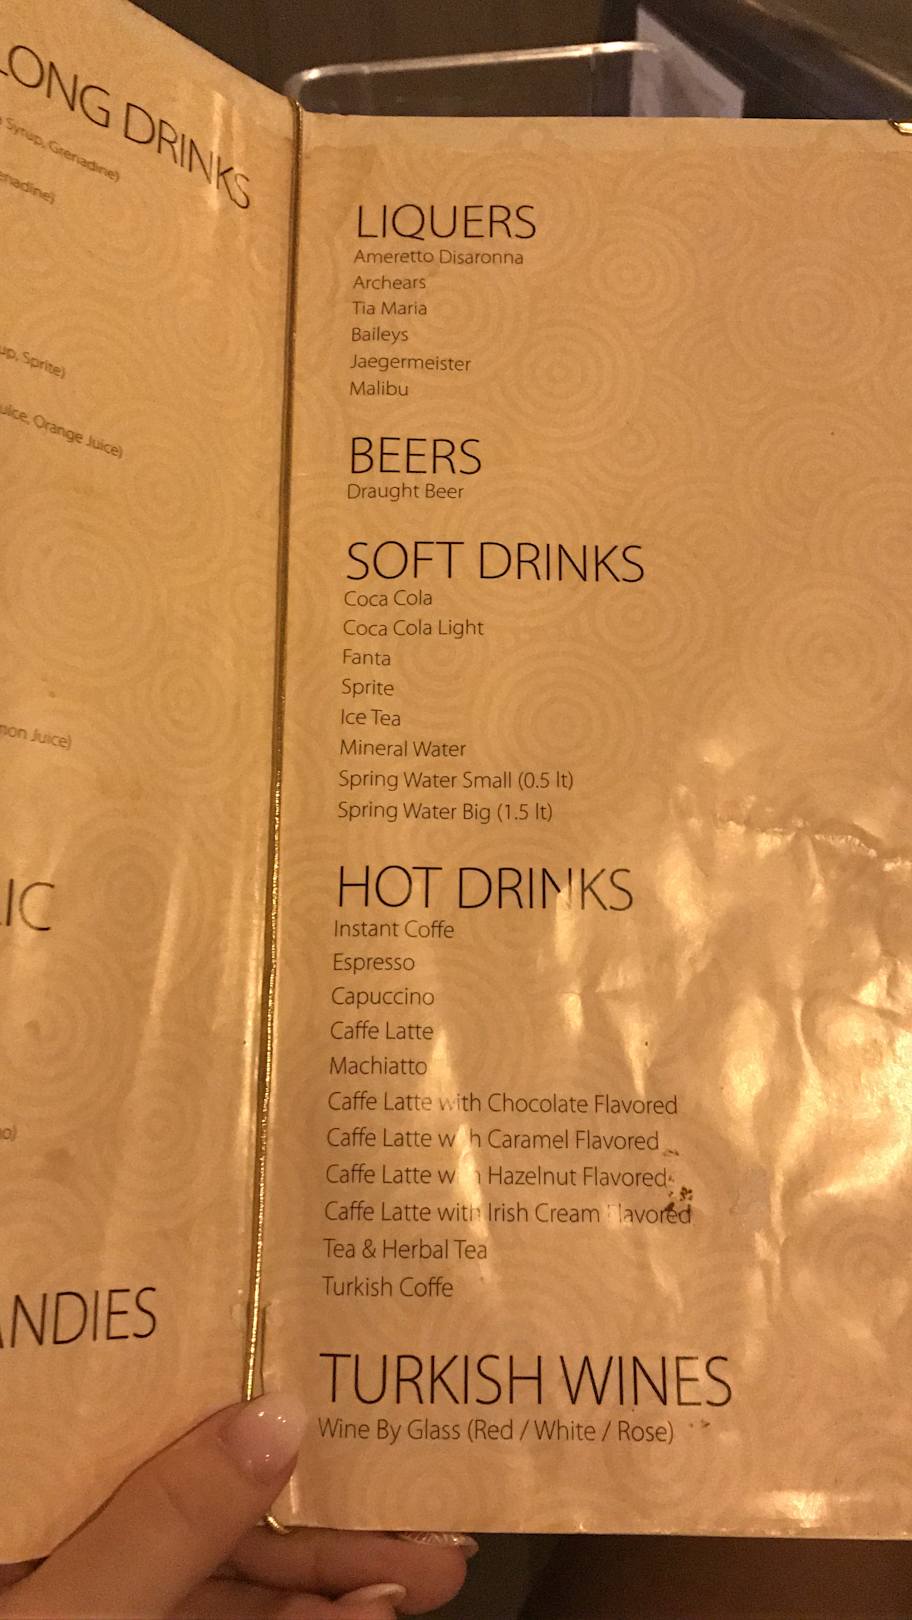 LONG DRINKS
Syrup, Grenadine)
enadine)
up, Sprite)
uice, Orange Juice)
mon Juice)
LIC
no)
ANDIES
LIQUERS
Ameretto Disaronna
Archears
Tia Maria
Baileys
Jaegermeister
Malibu
BEERS
Draught Beer
SOFT DRINKS
Coca Cola
Coca Cola Light
Fanta
Sprite
Ice Tea
Mineral Water
Spring Water Small (0.5 lt)
Spring Water Big (1.5 lt)
HOT DRINKS
Instant Coffe
Espresso
Capuccino
Caffe Latte
Machiatto
Caffe Latte with Chocolate Flavored
Caffe Latte with Caramel Flavored
Caffe Latte with Hazelnut Flavored
Caffe Latte with Irish Cream Flavored
Tea & Herbal Tea
Turkish Coffe
TURKISH WINES
Wine By Glass (Red / White / Rose)